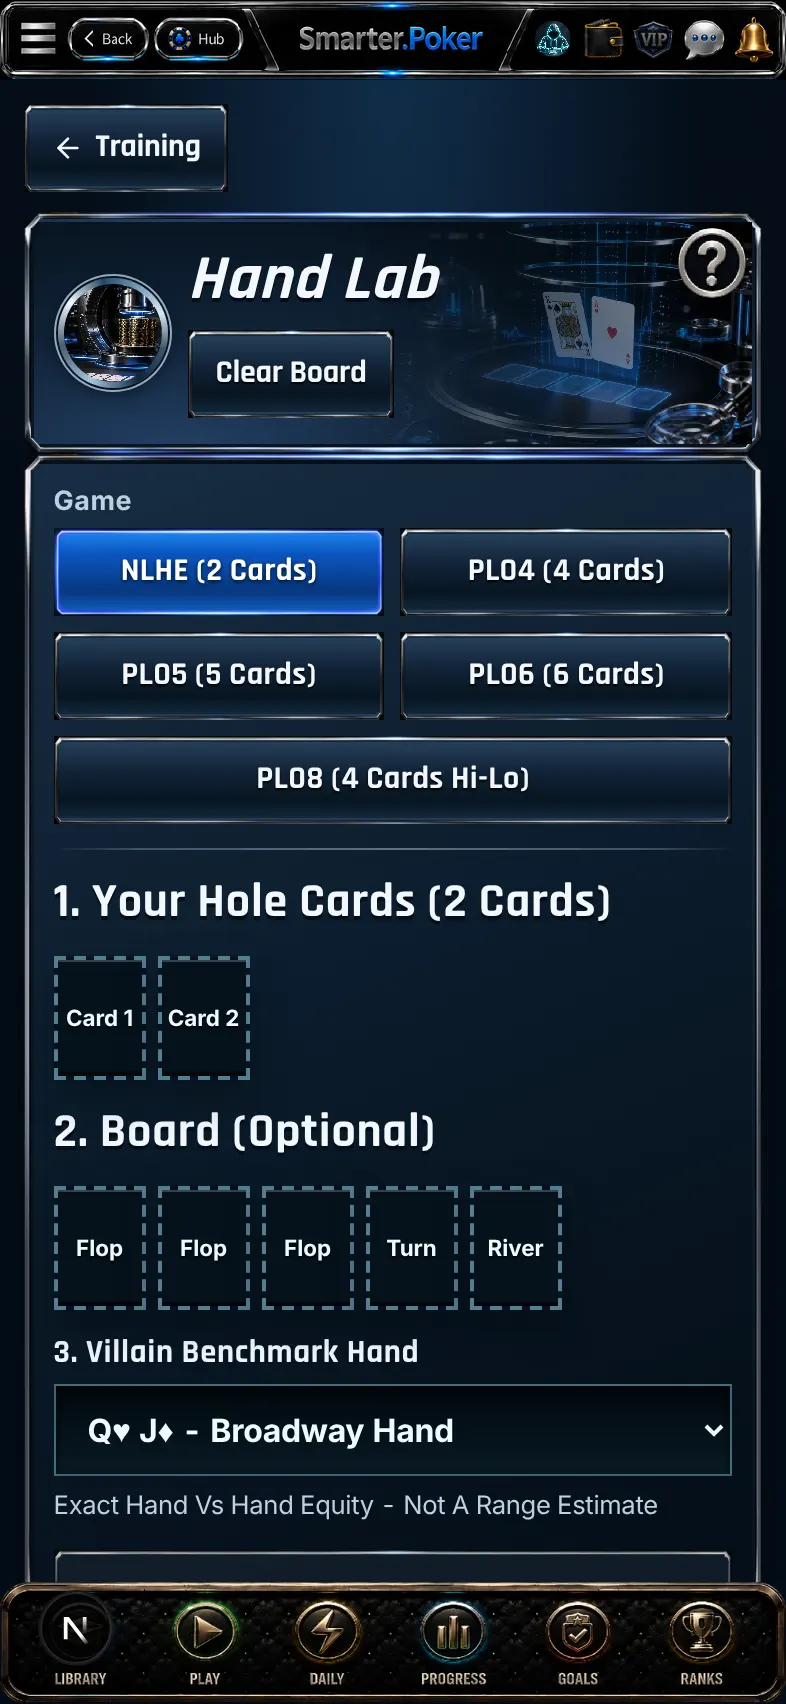 Back
Hub
Smarter.Poker
VIP
← Training
Hand Lab
?
Clear Board
Game
NLHE (2 Cards)
PLO4 (4 Cards)
PLO5 (5 Cards)
PLO6 (6 Cards)
PLO8 (4 Cards Hi-Lo)
1. Your Hole Cards (2 Cards)
Card 1
Card 2
2. Board (Optional)
Flop
Flop
Flop
Turn
River
3. Villain Benchmark Hand
Q♥ J♦ - Broadway Hand
Exact Hand Vs Hand Equity - Not A Range Estimate
N
LIBRARY
PLAY
DAILY
PROGRESS
GOALS
RANKS